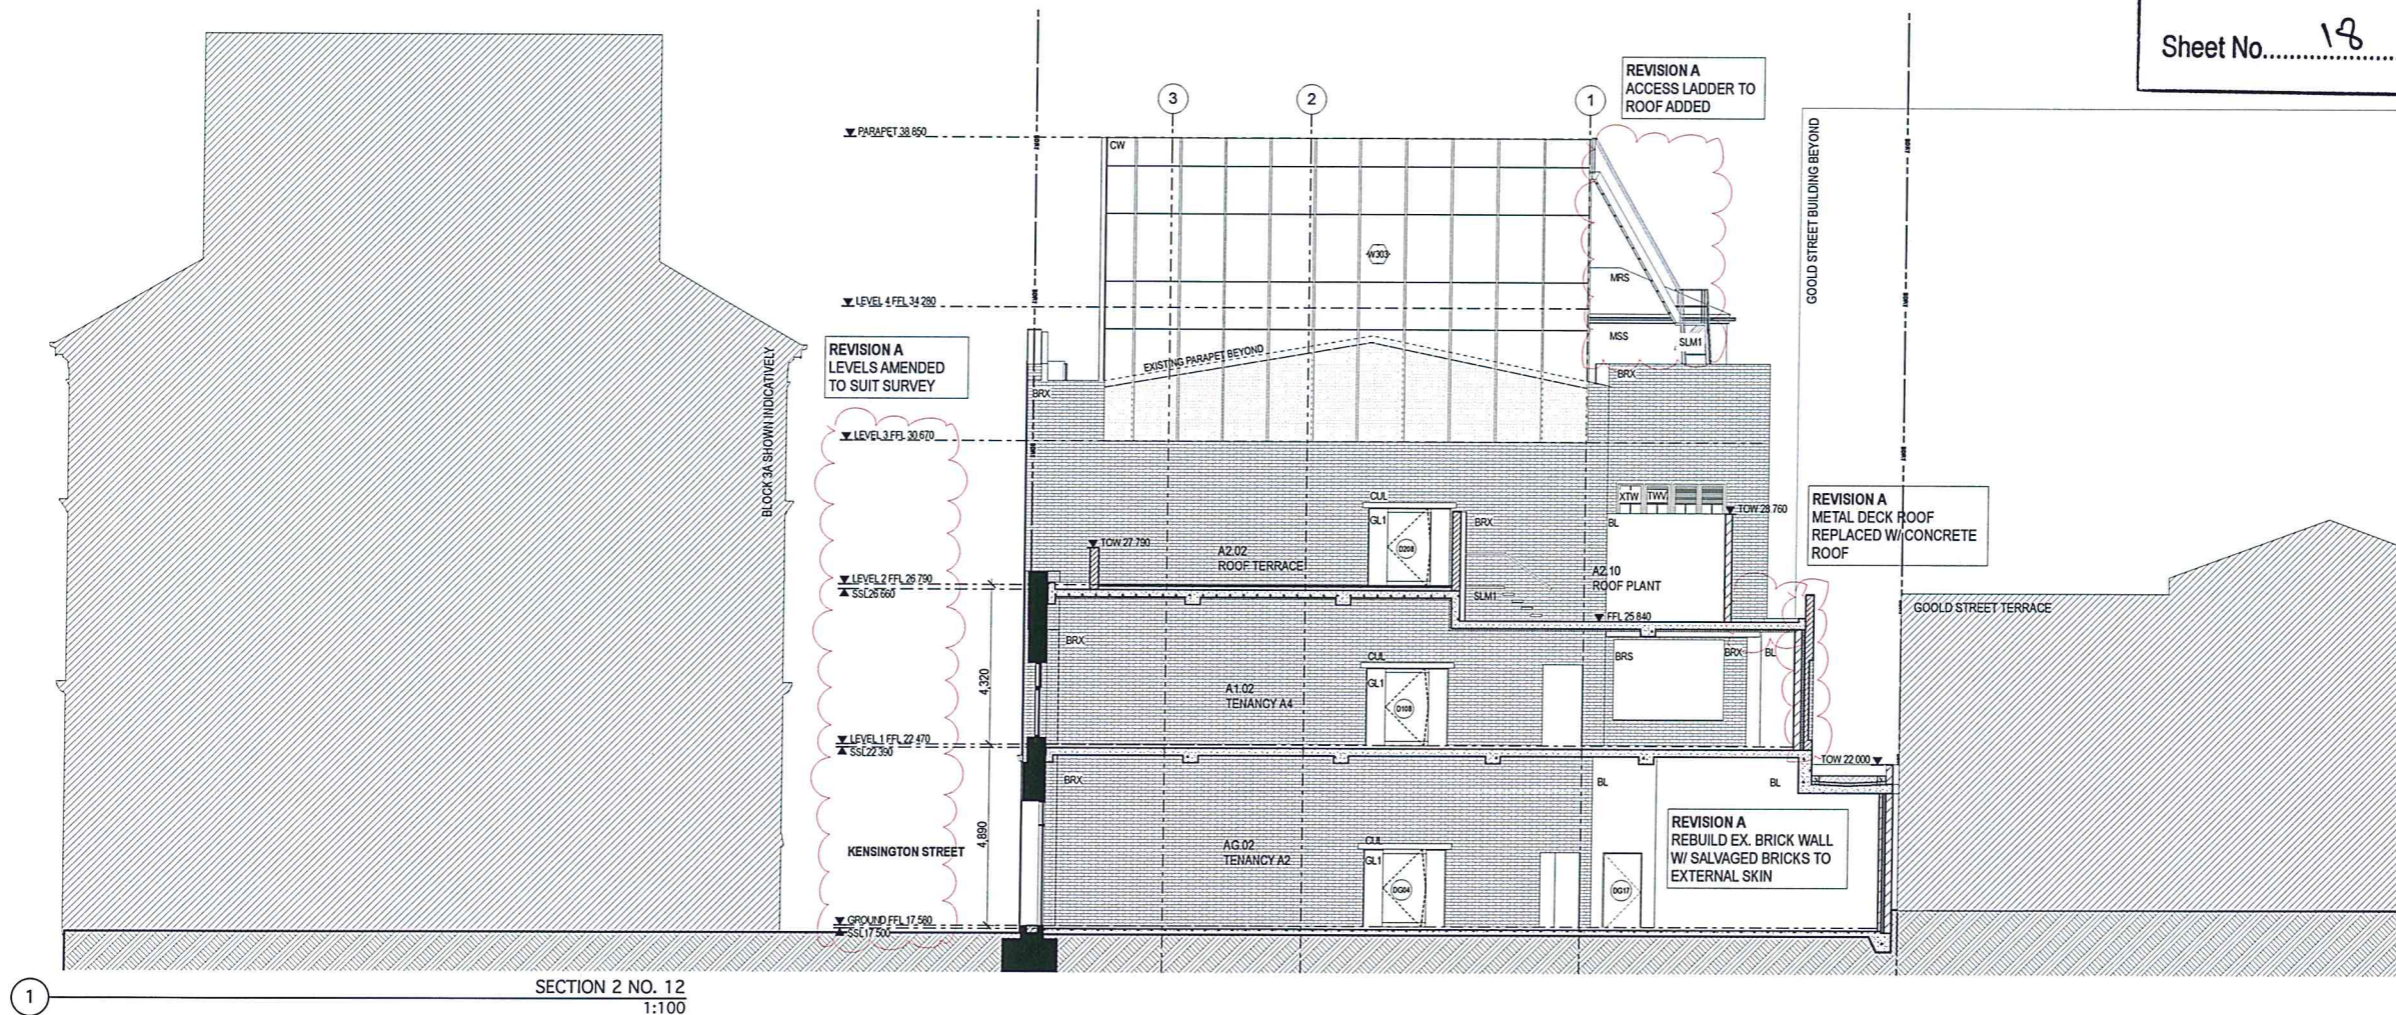 Sheet No. 18
REVISION A
ACCESS LADDER TO
ROOF ADDED
3
2
1
PARAPET 38 850
CW
GOOLD STREET BUILDING BEYOND
W303
MRS
LEVEL 4 FFL 34 280
MSS
SLM1
REVISION A
LEVELS AMENDED
TO SUIT SURVEY
BLOCK 3A SHOWN INDICATIVELY
EXISTING PARAPET BEYOND
BRX
BRX
LEVEL 3 FFL 30 670
REVISION A
METAL DECK ROOF
REPLACED W/ CONCRETE
ROOF
XTW
TWV
CUL
GL1
D208
BRX
BL
TOW 28 760
TOW 27 790
A2.02
ROOF TERRACE
A2.10
ROOF PLANT
LEVEL 2 FFL 26 790
SSL26 660
SLM1
FFL 25 840
GOOLD STREET TERRACE
BRX
CUL
GL1
D108
BRS
BRX
BL
4,320
A1.02
TENANCY A4
LEVEL 1 FFL 22 470
SSL22 390
TOW 22 000
BRX
BL
BL
4,890
KENSINGTON STREET
AG.02
TENANCY A2
CUL
GL1
DG04
DG17
REVISION A
REBUILD EX. BRICK WALL
W/ SALVAGED BRICKS TO
EXTERNAL SKIN
GROUND FFL 17 560
SSL17 500
1
SECTION 2 NO. 12
1:100